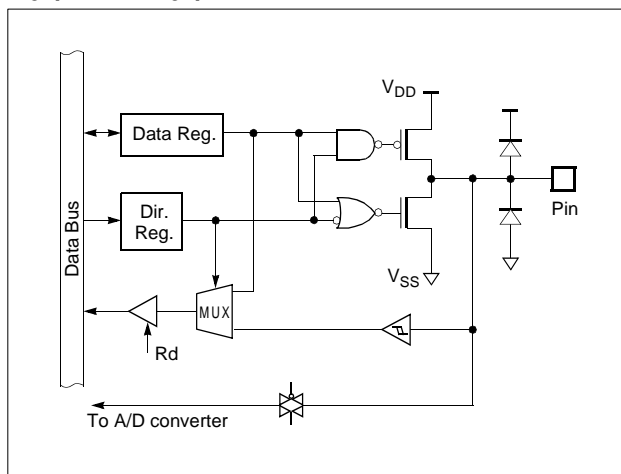 VDD
Data Reg.
Dir.
Reg.
Data Bus
Pin
VSS
MUX
Rd
To A/D converter